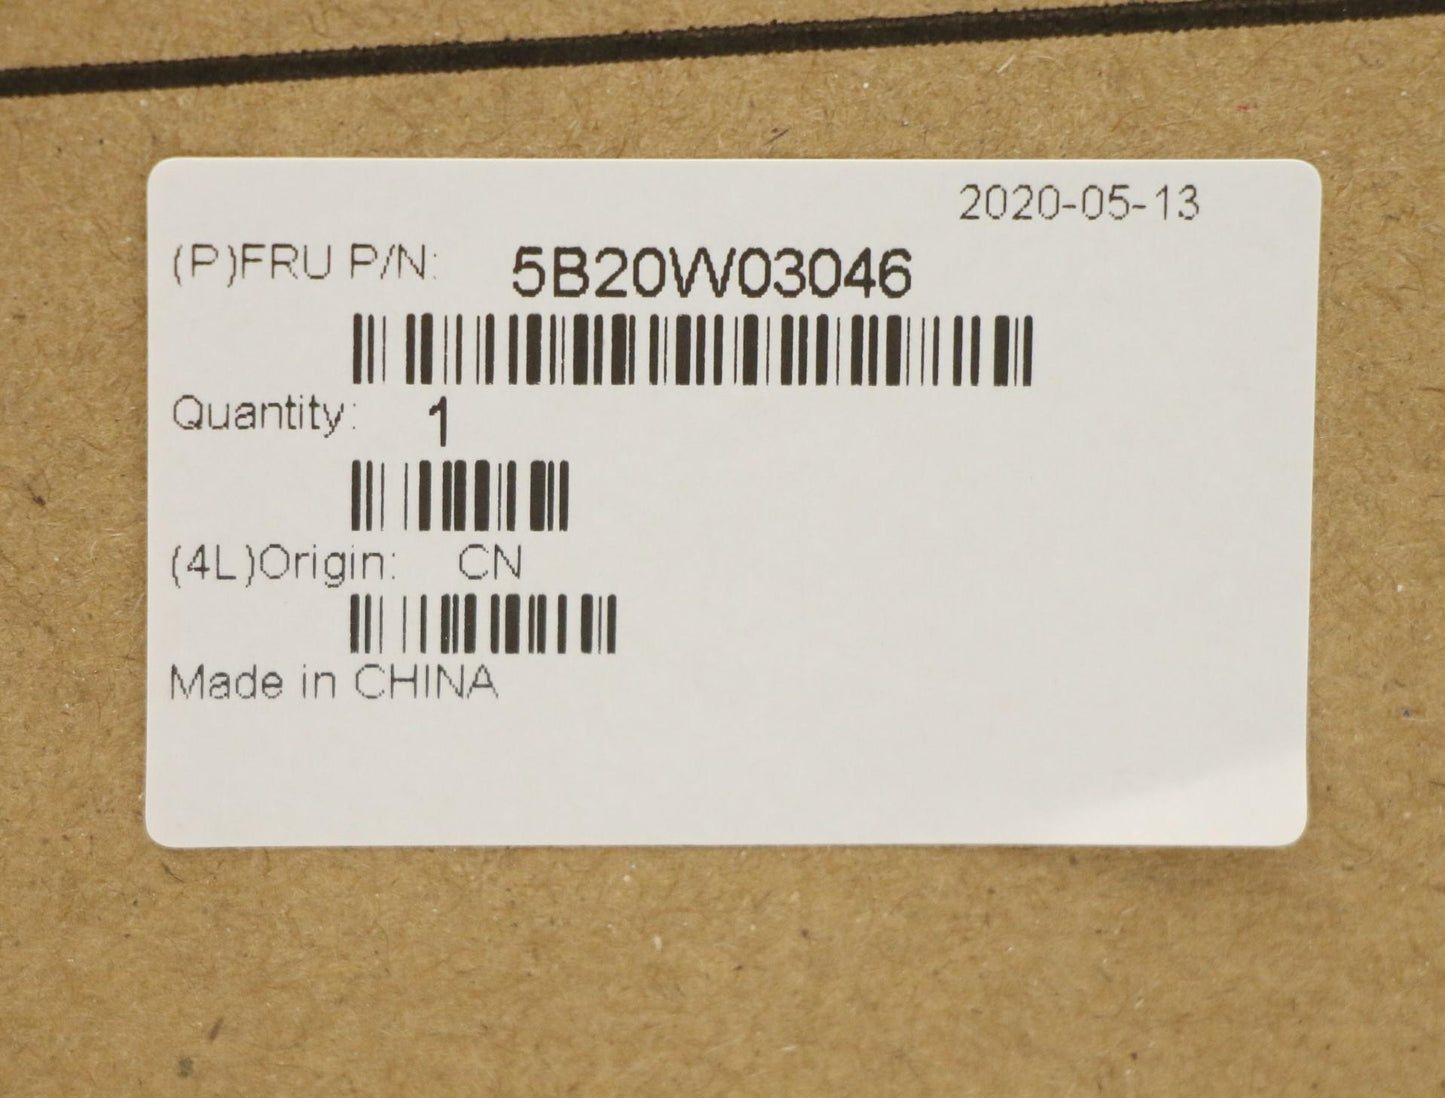 2020-05-13
(P)FRU P/N: 5B20W03046
Quantity: 1
(4L)Origin: CN
Made in CHINA